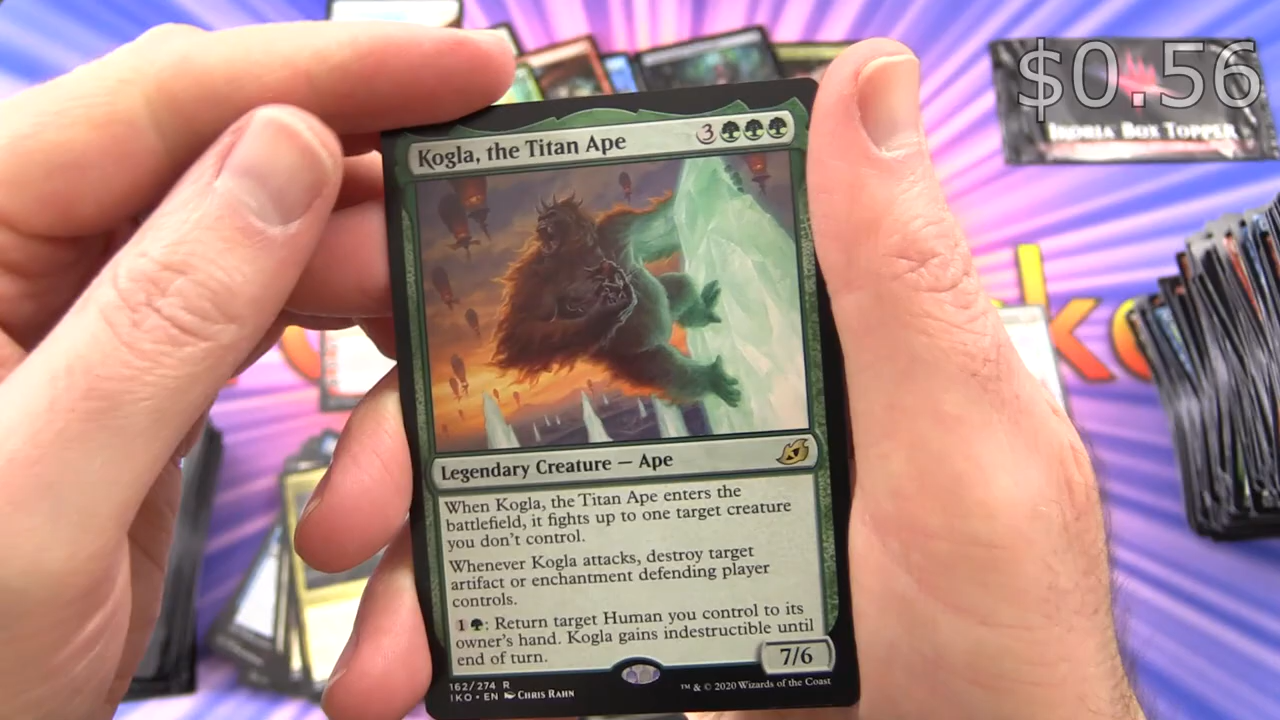 $0.56
Ikoria Box Topper
Kogla, the Titan Ape
3
Legendary Creature — Ape
When Kogla, the Titan Ape enters the
battlefield, it fights up to one target creature
you don't control.
Whenever Kogla attacks, destroy target
artifact or enchantment defending player
controls.
1 : Return target Human you control to its
owner's hand. Kogla gains indestructible until
end of turn.
7/6
162/274 R
IKO • EN Chris Rahn
™ & © 2020 Wizards of the Coast
ko